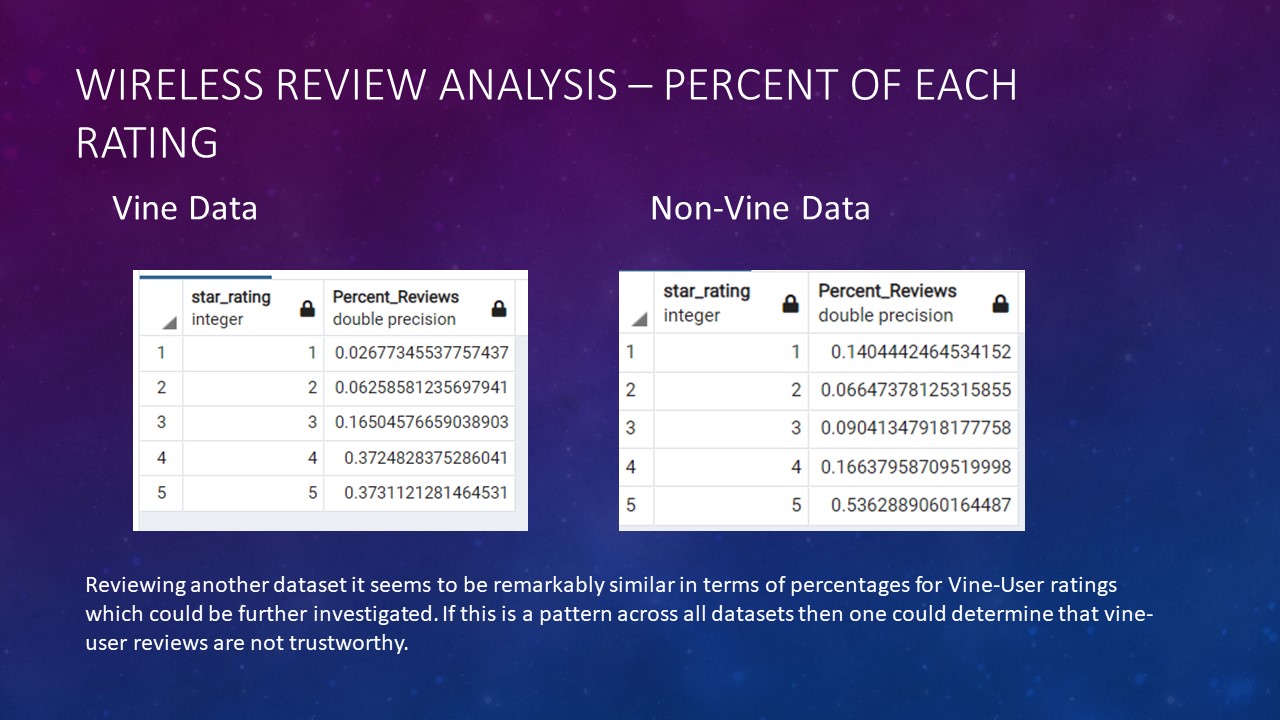 WIRELESS REVIEW ANALYSIS – PERCENT OF EACH
RATING
Vine Data
star_rating Percent_Reviews
integer double precision
1 1 0.02677345537757437
2 2 0.06258581235697941
3 3 0.16504576659038903
4 4 0.3724828375286041
5 5 0.3731121281464531
Non-Vine Data
star_rating Percent_Reviews
integer double precision
1 1 0.1404442464534152
2 2 0.06647378125315855
3 3 0.09041347918177758
4 4 0.16637958709519998
5 5 0.5362889060164487
Reviewing another dataset it seems to be remarkably similar in terms of percentages for Vine-User ratings
which could be further investigated. If this is a pattern across all datasets then one could determine that vine-
user reviews are not trustworthy.